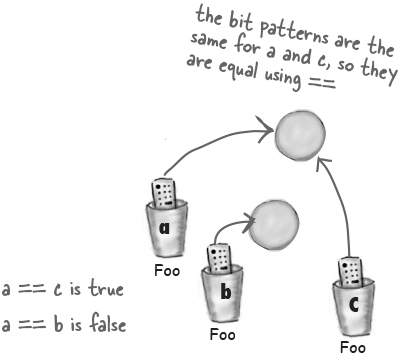 the bit patterns are the
same for a and c, so they
are equal using ==
a
Foo
b
Foo
c
Foo
a == c is true
a == b is false